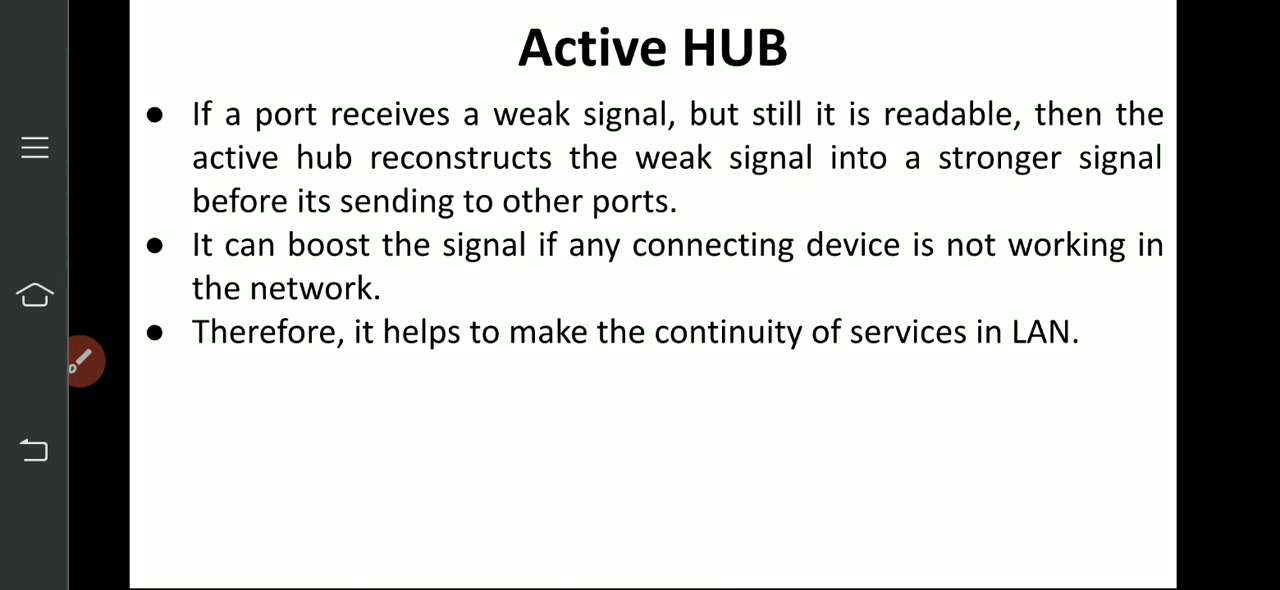 Active HUB
● If a port receives a weak signal, but still it is readable, then the
active hub reconstructs the weak signal into a stronger signal
before its sending to other ports.
● It can boost the signal if any connecting device is not working in
the network.
● Therefore, it helps to make the continuity of services in LAN.